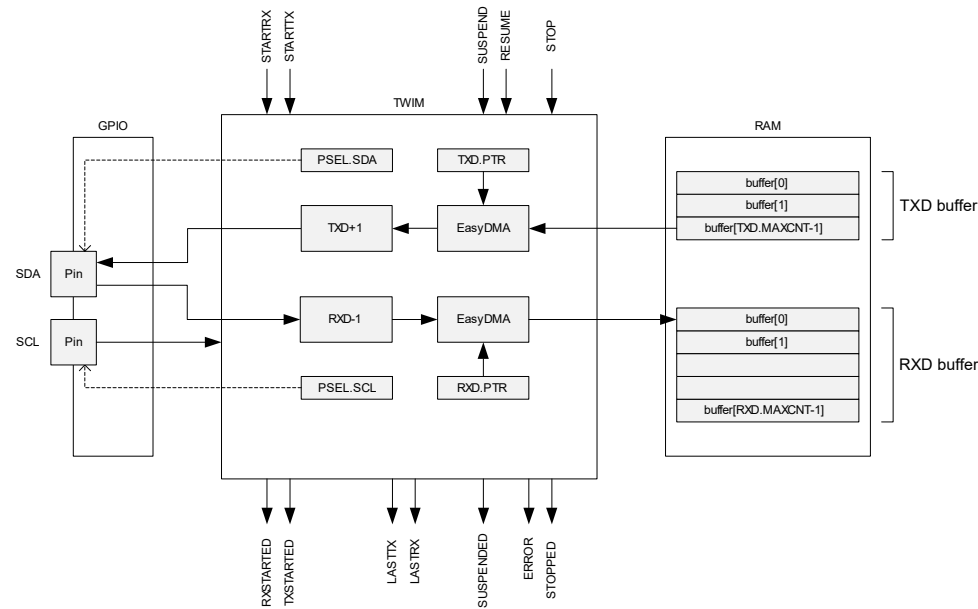 STARTRX
STARTTX
SUSPEND
RESUME
STOP
TWIM
GPIO
RAM
PSEL.SDA
TXD.PTR
buffer[0]
buffer[1]
buffer[TXD.MAXCNT-1]
TXD buffer
TXD+1
EasyDMA
SDA
Pin
RXD-1
EasyDMA
buffer[0]
buffer[1]
buffer[RXD.MAXCNT-1]
RXD buffer
SCL
Pin
PSEL.SCL
RXD.PTR
RXSTARTED
TXSTARTED
LASTTX
LASTRX
SUSPENDED
ERROR
STOPPED